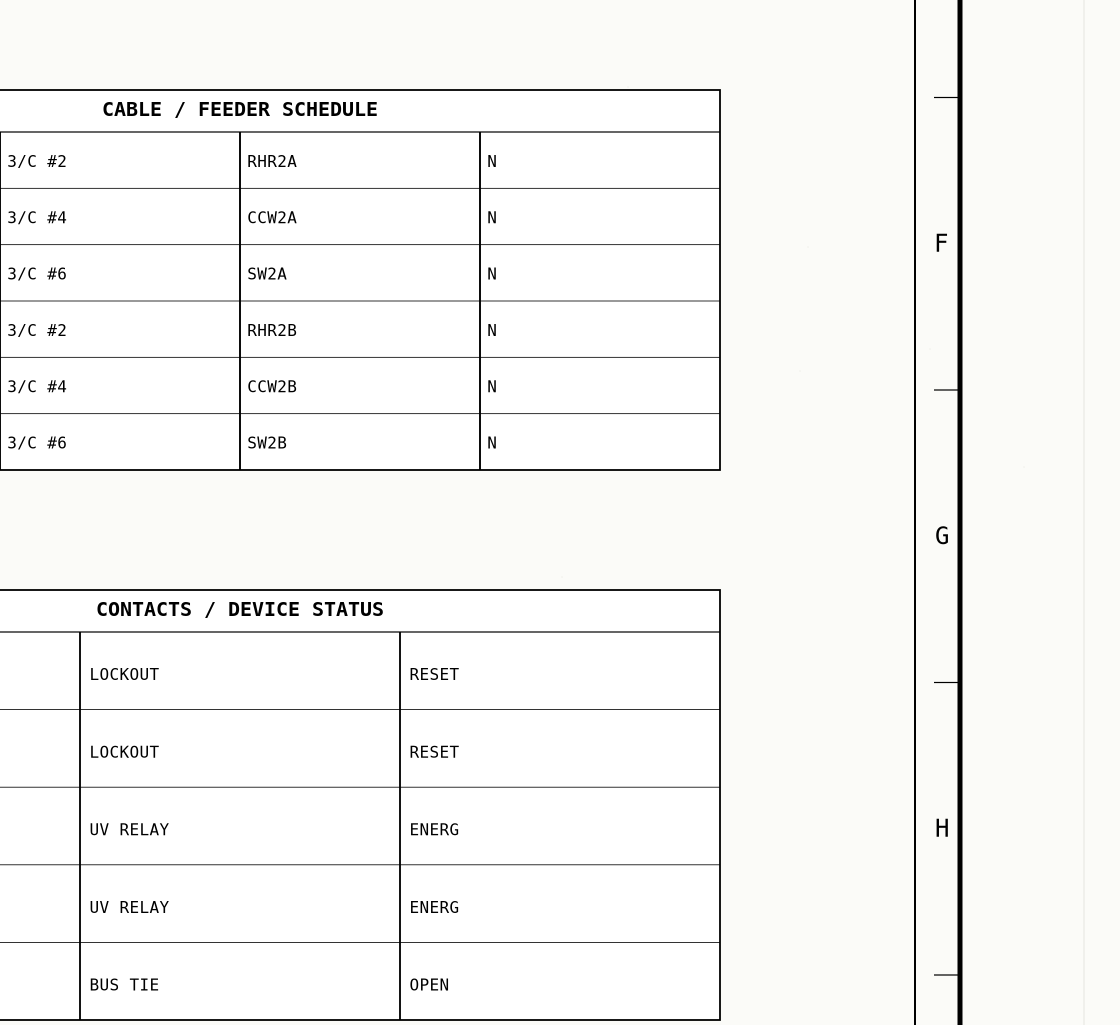 CABLE / FEEDER SCHEDULE
3/C #2 RHR2A N
3/C #4 CCW2A N
3/C #6 SW2A N
3/C #2 RHR2B N
3/C #4 CCW2B N
3/C #6 SW2B N
CONTACTS / DEVICE STATUS
LOCKOUT RESET
LOCKOUT RESET
UV RELAY ENERG
UV RELAY ENERG
BUS TIE OPEN
F
G
H